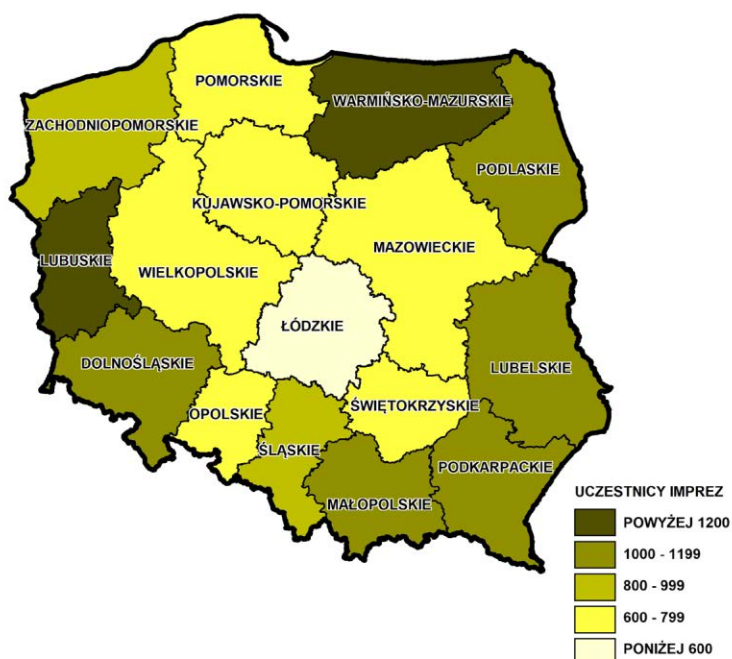 POMORSKIE
WARMIŃSKO-MAZURSKIE
ZACHODNIOPOMORSKIE
PODLASKIE
KUJAWSKO-POMORSKIE
MAZOWIECKIE
LUBUSKIE
WIELKOPOLSKIE
ŁÓDZKIE
DOLNOŚLĄSKIE
LUBELSKIE
OPOLSKIE
ŚWIĘTOKRZYSKIE
ŚLĄSKIE
PODKARPACKIE
MAŁOPOLSKIE
UCZESTNICY IMPREZ
POWYŻEJ 1200
1000 - 1199
800 - 999
600 - 799
PONIŻEJ 600